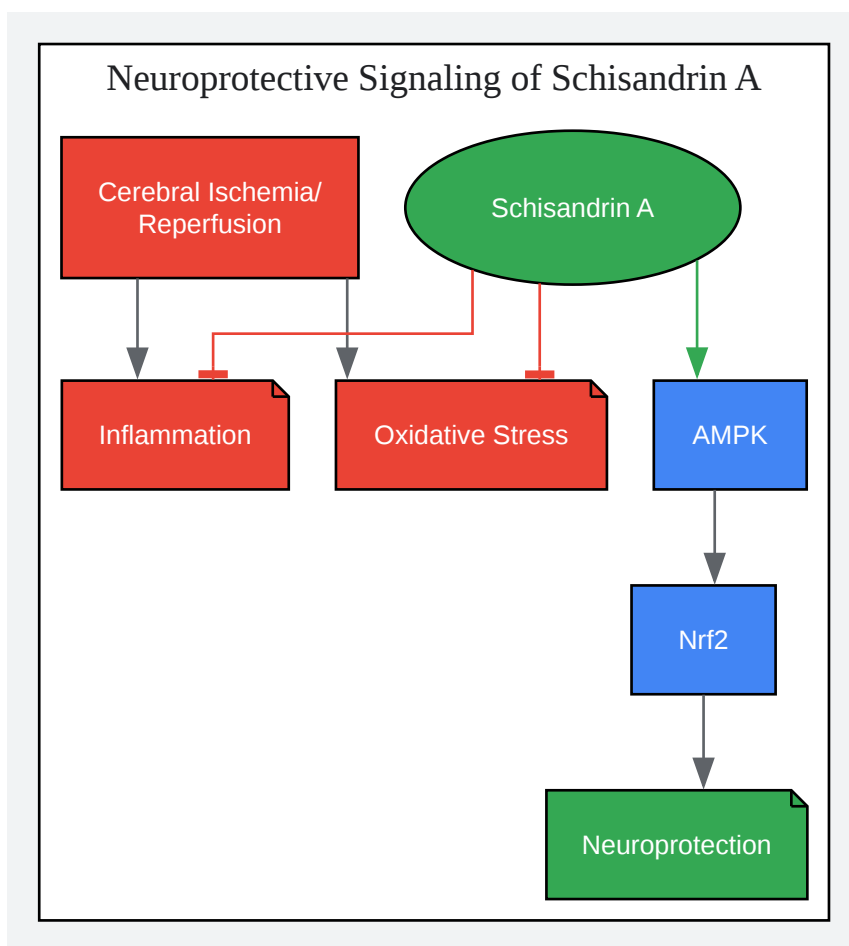 Neuroprotective Signaling of Schisandrin A
Cerebral Ischemia/
Reperfusion
Schisandrin A
Inflammation
Oxidative Stress
AMPK
Nrf2
Neuroprotection